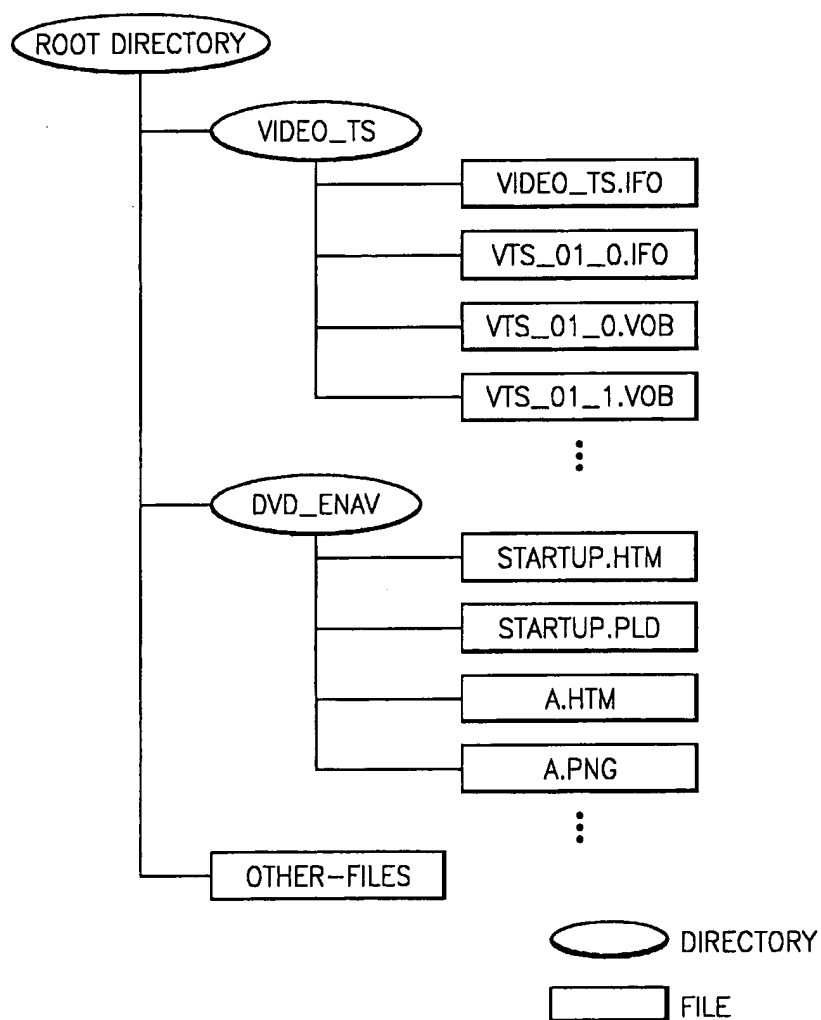 ROOT DIRECTORY
VIDEO_TS
VIDEO_TS.IFO
VTS_01_0.IFO
VTS_01_0.VOB
VTS_01_1.VOB
DVD_ENAV
STARTUP.HTM
STARTUP.PLD
A.HTM
A.PNG
OTHER-FILES
DIRECTORY
FILE